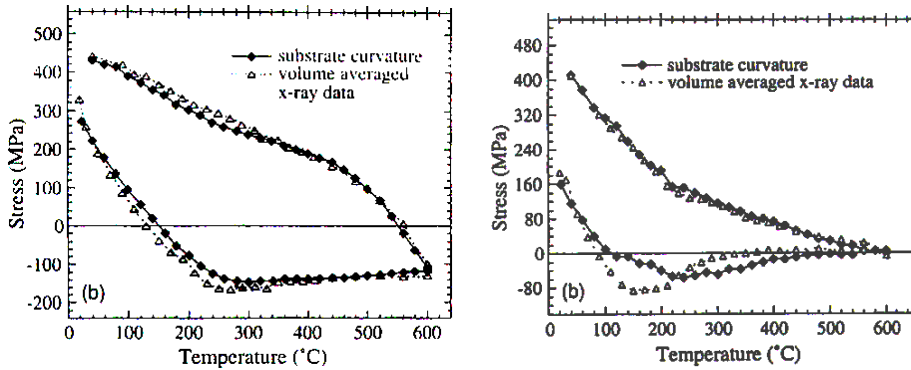 500
400
300
200
100
0
-100
-200
Stress (MPa)
substrate curvature
volume averaged
x-ray data
(b)
0 100 200 300 400 500 600
Temperature (˚C)
480
400
320
240
160
80
0
-80
Stress (MPa)
substrate curvature
volume averaged x-ray data
(b)
0 100 200 300 400 500 600
Temperature (˚C)